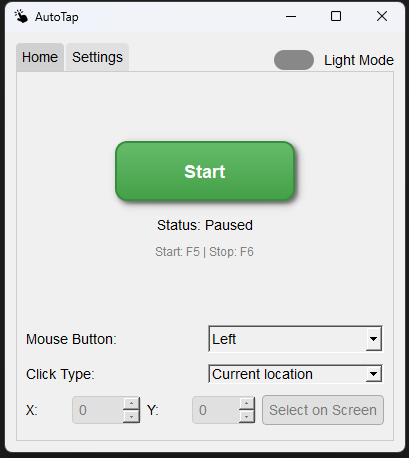 AutoTap
Home Settings Light Mode
Start
Status: Paused
Start: F5 | Stop: F6
Mouse Button: Left
Click Type: Current location
X: 0 Y: 0 Select on Screen